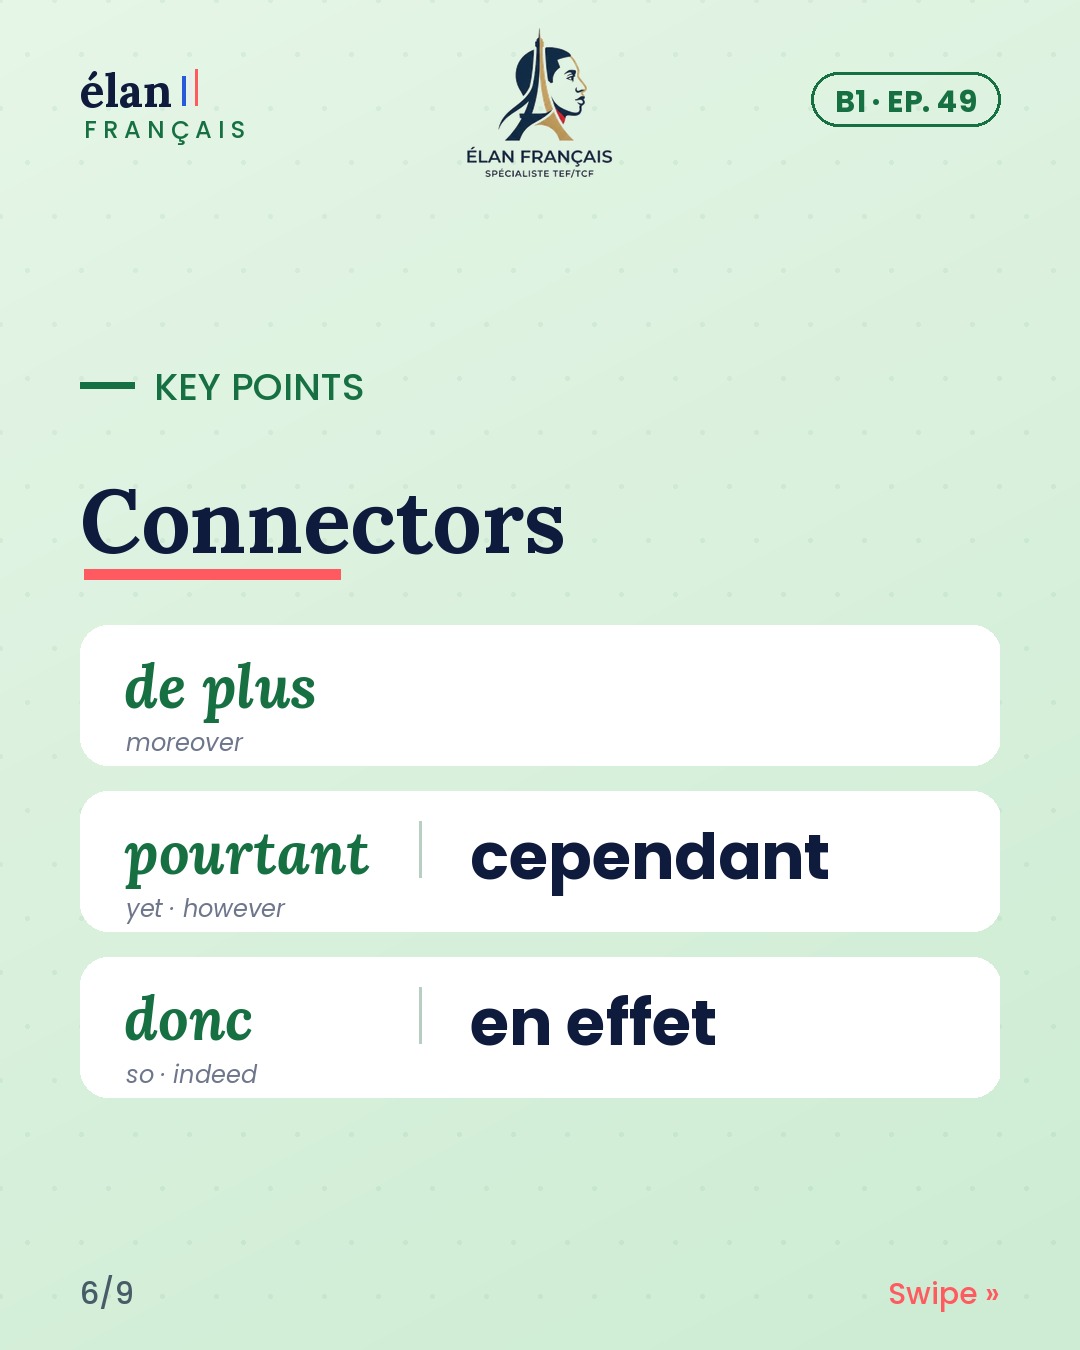 élan
FRANÇAIS
ÉLAN FRANÇAIS
SPÉCIALISTE TEF/TCF
B1 · EP. 49
KEY POINTS
Connectors
de plus
moreover
pourtant
cependant
yet · however
donc
en effet
so · indeed
6/9
Swipe »